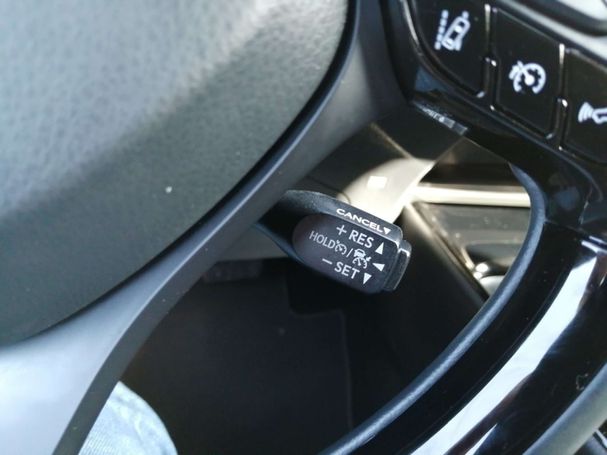 CANCEL▼
+ RES ▲
HOLD /
− SET ▼